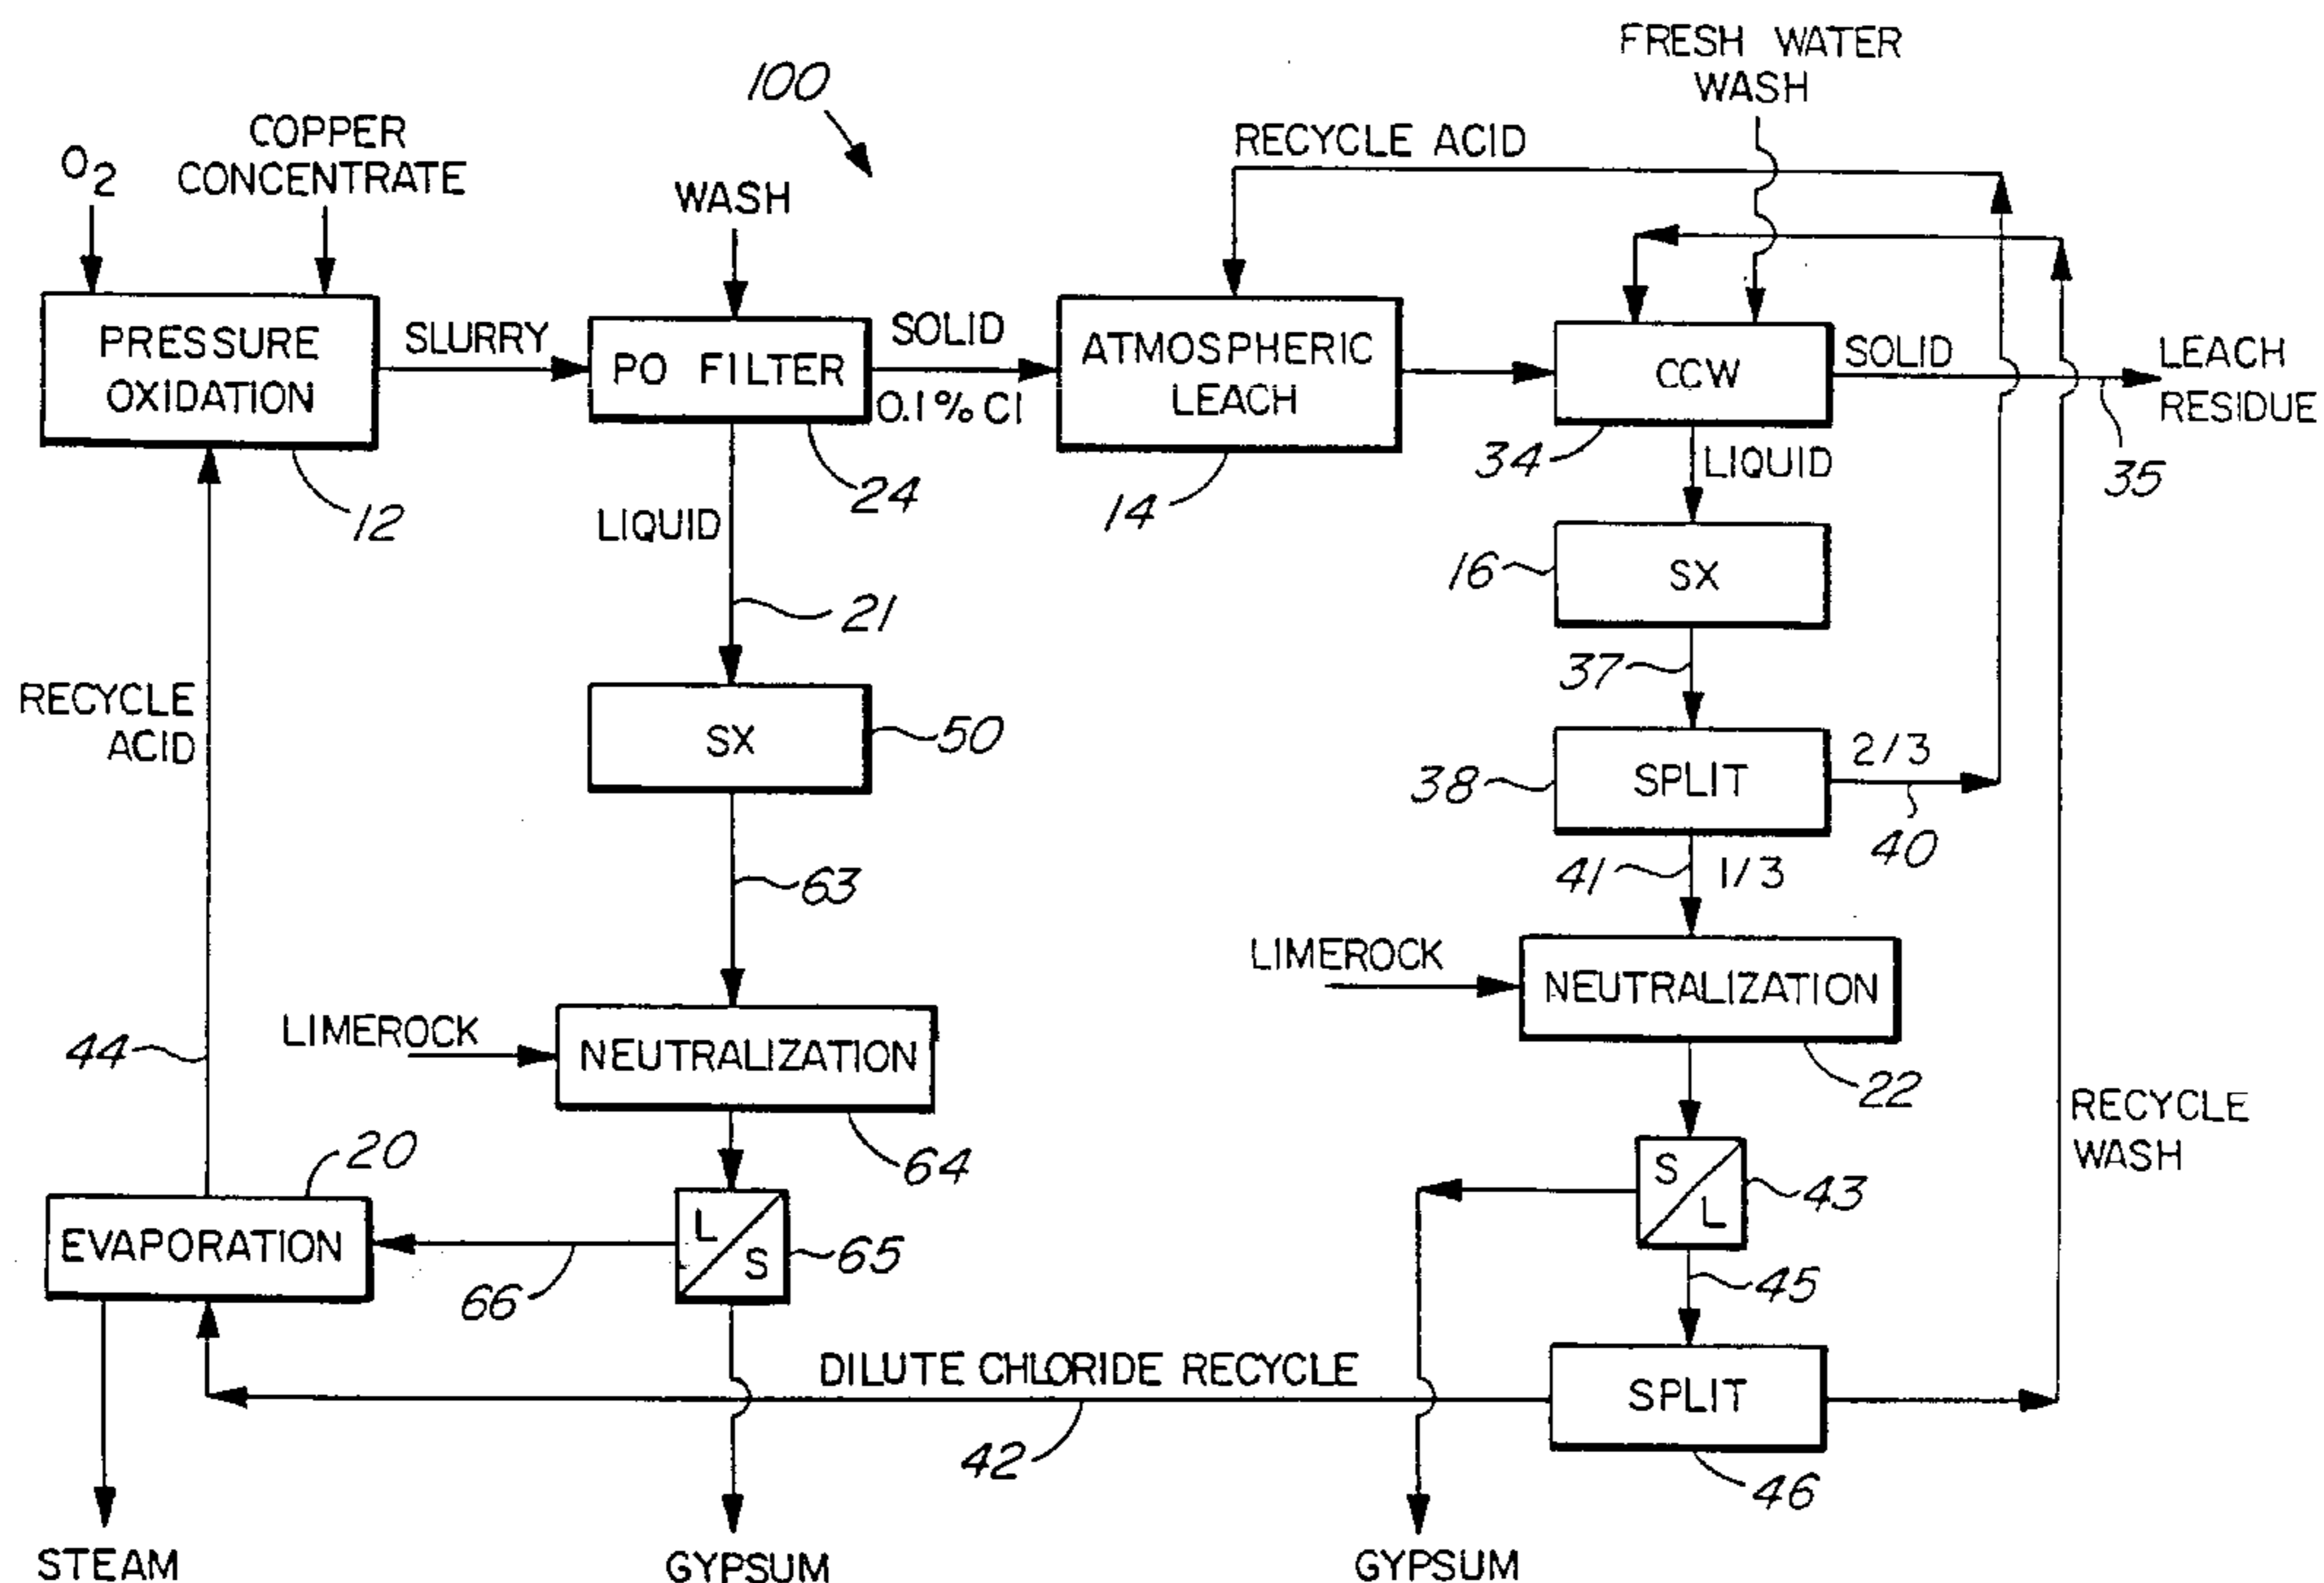 FRESH WATER
WASH
100
COPPER
CONCENTRATE
O2
WASH
RECYCLE ACID
PRESSURE
OXIDATION
SLURRY
PO FILTER
SOLID
0.1% Cl
ATMOSPHERIC
LEACH
CCW
SOLID
LEACH
RESIDUE
12
24
14
34
35
LIQUID
LIQUID
21
16
SX
37
RECYCLE
ACID
SX
50
38
SPLIT
2/3
40
41
1/3
63
LIMEROCK
NEUTRALIZATION
22
44
LIMEROCK
NEUTRALIZATION
64
RECYCLE
WASH
20
EVAPORATION
66
L
S
65
S
L
43
45
DILUTE CHLORIDE RECYCLE
42
SPLIT
46
STEAM
GYPSUM
GYPSUM